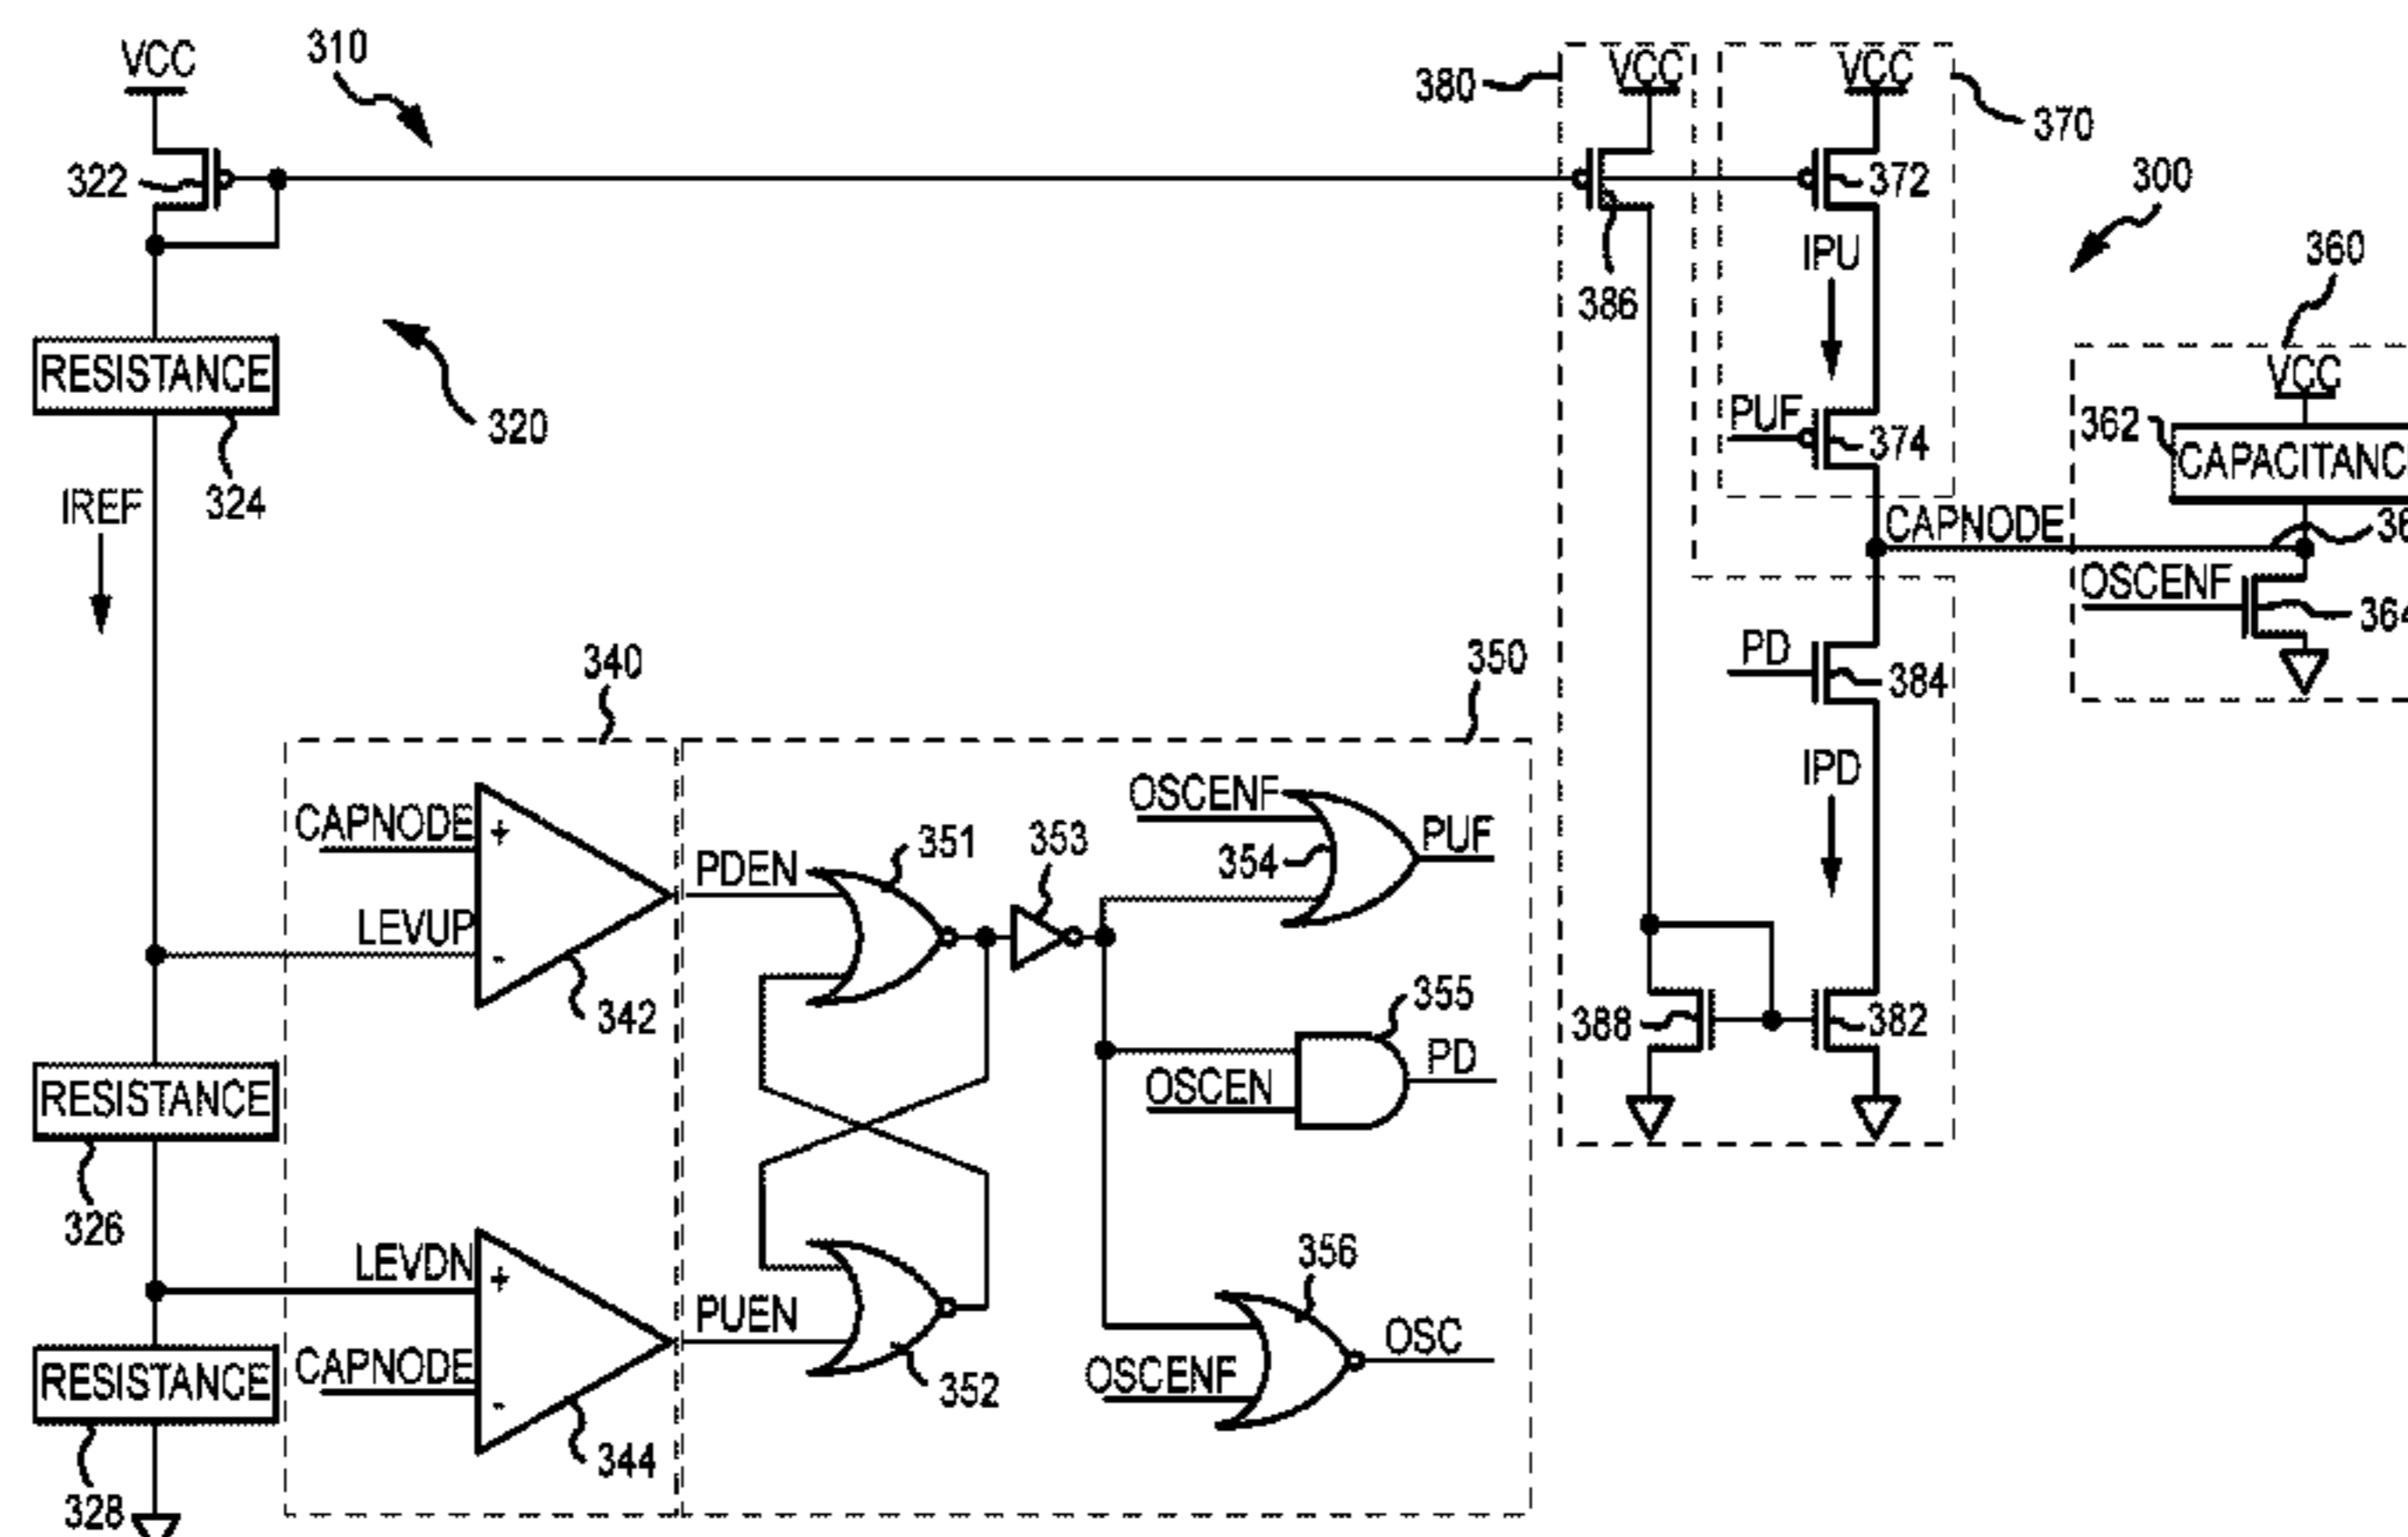 310
VCC
380
VCC
VCC
370
322
386
372
300
IPU
360
RESISTANCE
324
320
PUF
374
VCC
362
IREF
CAPNODE
OSCENF
340
350
PD
384
IPD
CAPNODE
LEVUP
342
PDEN
351
353
OSCENF
354
PUF
355
OSCEN
PD
388
382
RESISTANCE
326
LEVDN
CAPNODE
344
PUEN
352
356
OSCENF
OSC
RESISTANCE
328